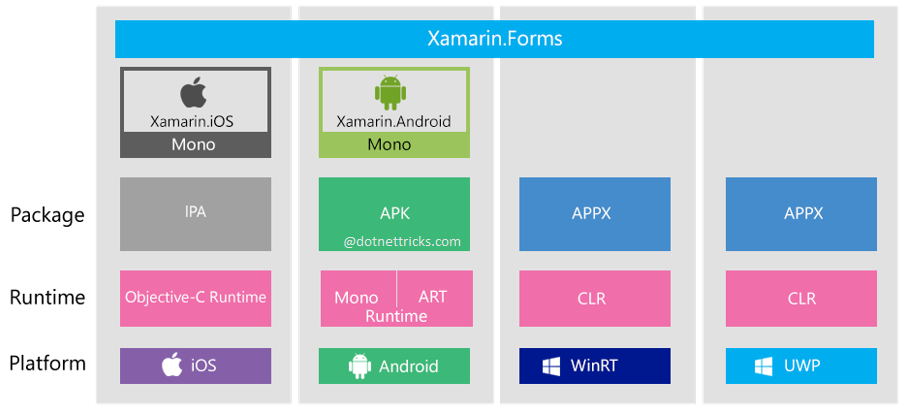 Xamarin.Forms
Xamarin.iOS
Mono
Xamarin.Android
Mono
Package
IPA
APK
@dotnettricks.com
APPX
APPX
Runtime
Objective-C Runtime
Mono ART
Runtime
CLR
CLR
Platform
iOS
Android
WinRT
UWP